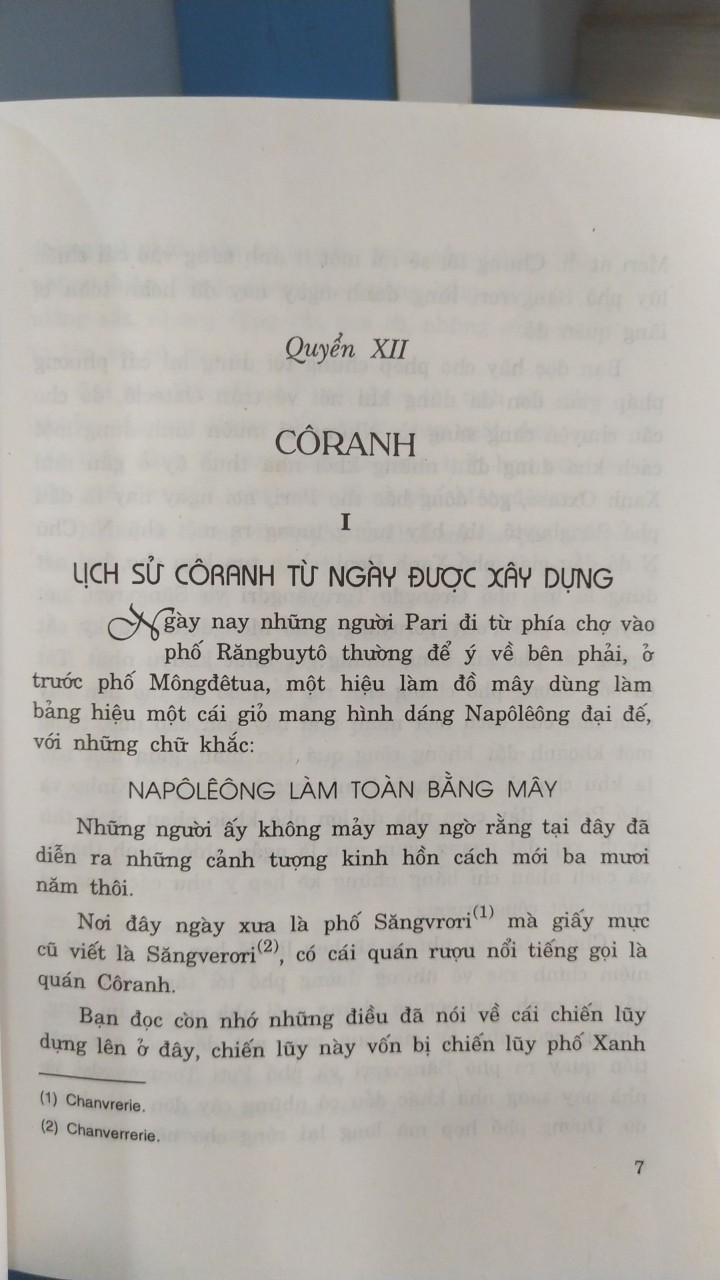 Quyển XII
CÔRANH
I
LỊCH SỬ CÔRANH TỪ NGÀY ĐƯỢC XÂY DỰNG
Ngày nay những người Pari đi từ phía chợ vào
phố Răngbuytô thường để ý về bên phải, ở
trước phố Môngđêtua, một hiệu làm đồ mây dùng làm
bảng hiệu một cái giỏ mang hình dáng Napôlêông đại đế,
với những chữ khắc:
NAPÔLÊÔNG LÀM TOÀN BẰNG MÂY
Những người ấy không mảy may ngờ rằng tại đây đã
diễn ra những cảnh tượng kinh hồn cách mới ba mươi
năm thôi.
Nơi đây ngày xưa là phố Săngvrơri(1) mà giấy mực
cũ viết là Săngverơri(2), có cái quán rượu nổi tiếng gọi là
quán Côranh.
Bạn đọc còn nhớ những điều đã nói về cái chiến lũy
dựng lên ở đây, chiến lũy này vốn bị chiến lũy phố Xanh
(1) Chanvrerie.
(2) Chanverrerie.
7